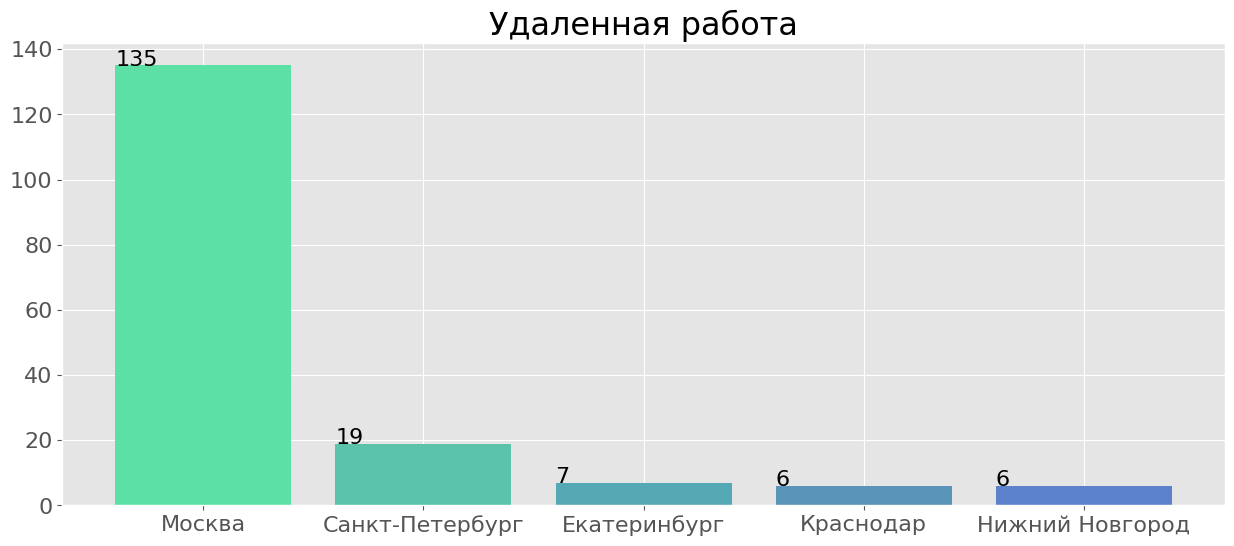 Удаленная работа
140
120
100
80
60
40
20
0
135
19
7
6
6
Москва
Санкт-Петербург
Екатеринбург
Краснодар
Нижний Новгород